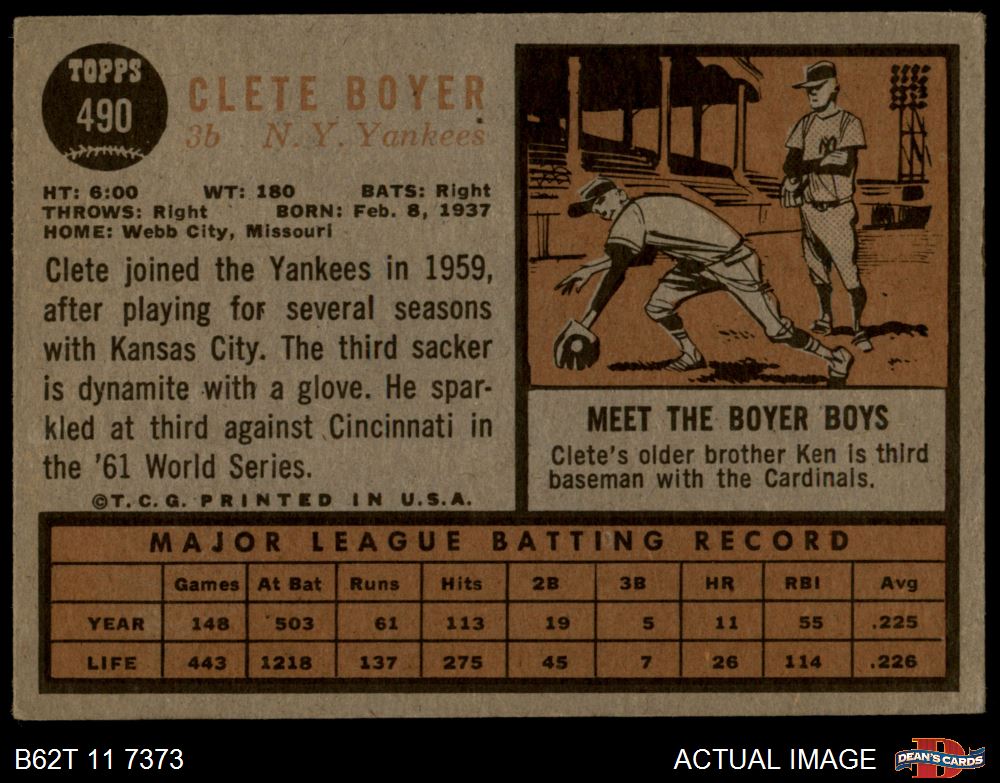 TOPPS
490
CLETE BOYER
3b N. Y. Yankees
HT: 6:00 WT: 180 BATS: Right
THROWS: Right BORN: Feb. 8, 1937
HOME: Webb City, Missouri
Clete joined the Yankees in 1959,
after playing for several seasons
with Kansas City. The third sacker
is dynamite with a glove. He spar-
kled at third against Cincinnati in
the '61 World Series.
©T.C.G. PRINTED IN U.S.A.
NY
MEET THE BOYER BOYS
Clete's older brother Ken is third
baseman with the Cardinals.
MAJOR LEAGUE BATTING RECORD
Games At Bat Runs Hits 2B 3B HR RBI Avg
YEAR 148 503 61 113 19 5 11 55 .225
LIFE 443 1218 137 275 45 7 26 114 .226
B62T 11 7373
ACTUAL IMAGE
D
DEAN'S CARDS